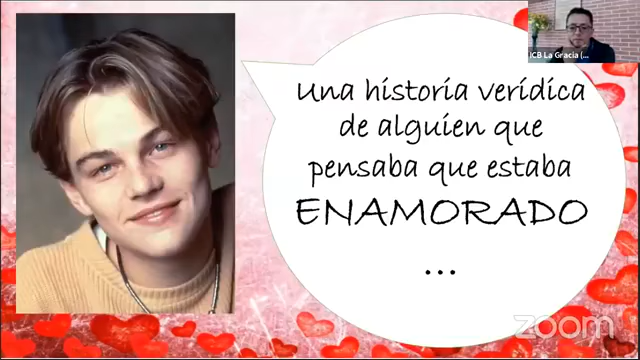 ICB La Gracia (...
Una historia verídica
de alguien que
pensaba que estaba
ENAMORADO
...
zoom